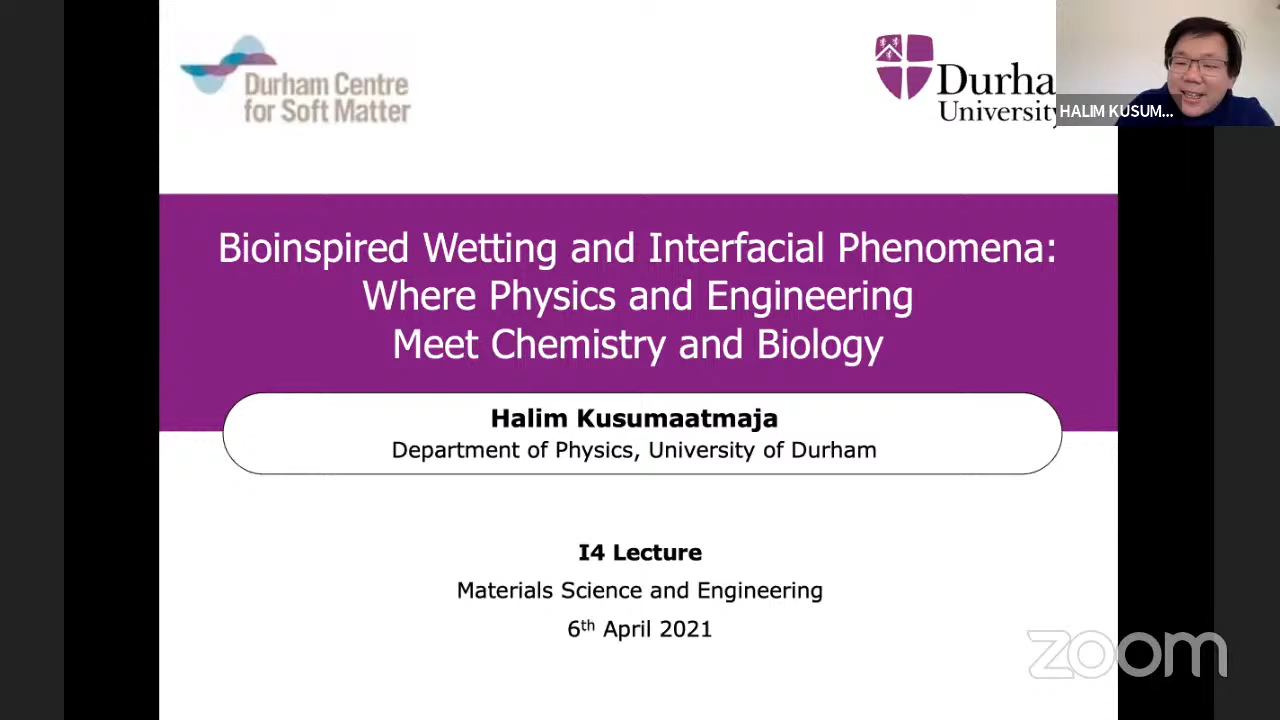 Durham Centre
for Soft Matter
Durha
University
HALIM KUSUM...
Bioinspired Wetting and Interfacial Phenomena:
Where Physics and Engineering
Meet Chemistry and Biology
Halim Kusumaatmaja
Department of Physics, University of Durham
I4 Lecture
Materials Science and Engineering
6th April 2021
zoom